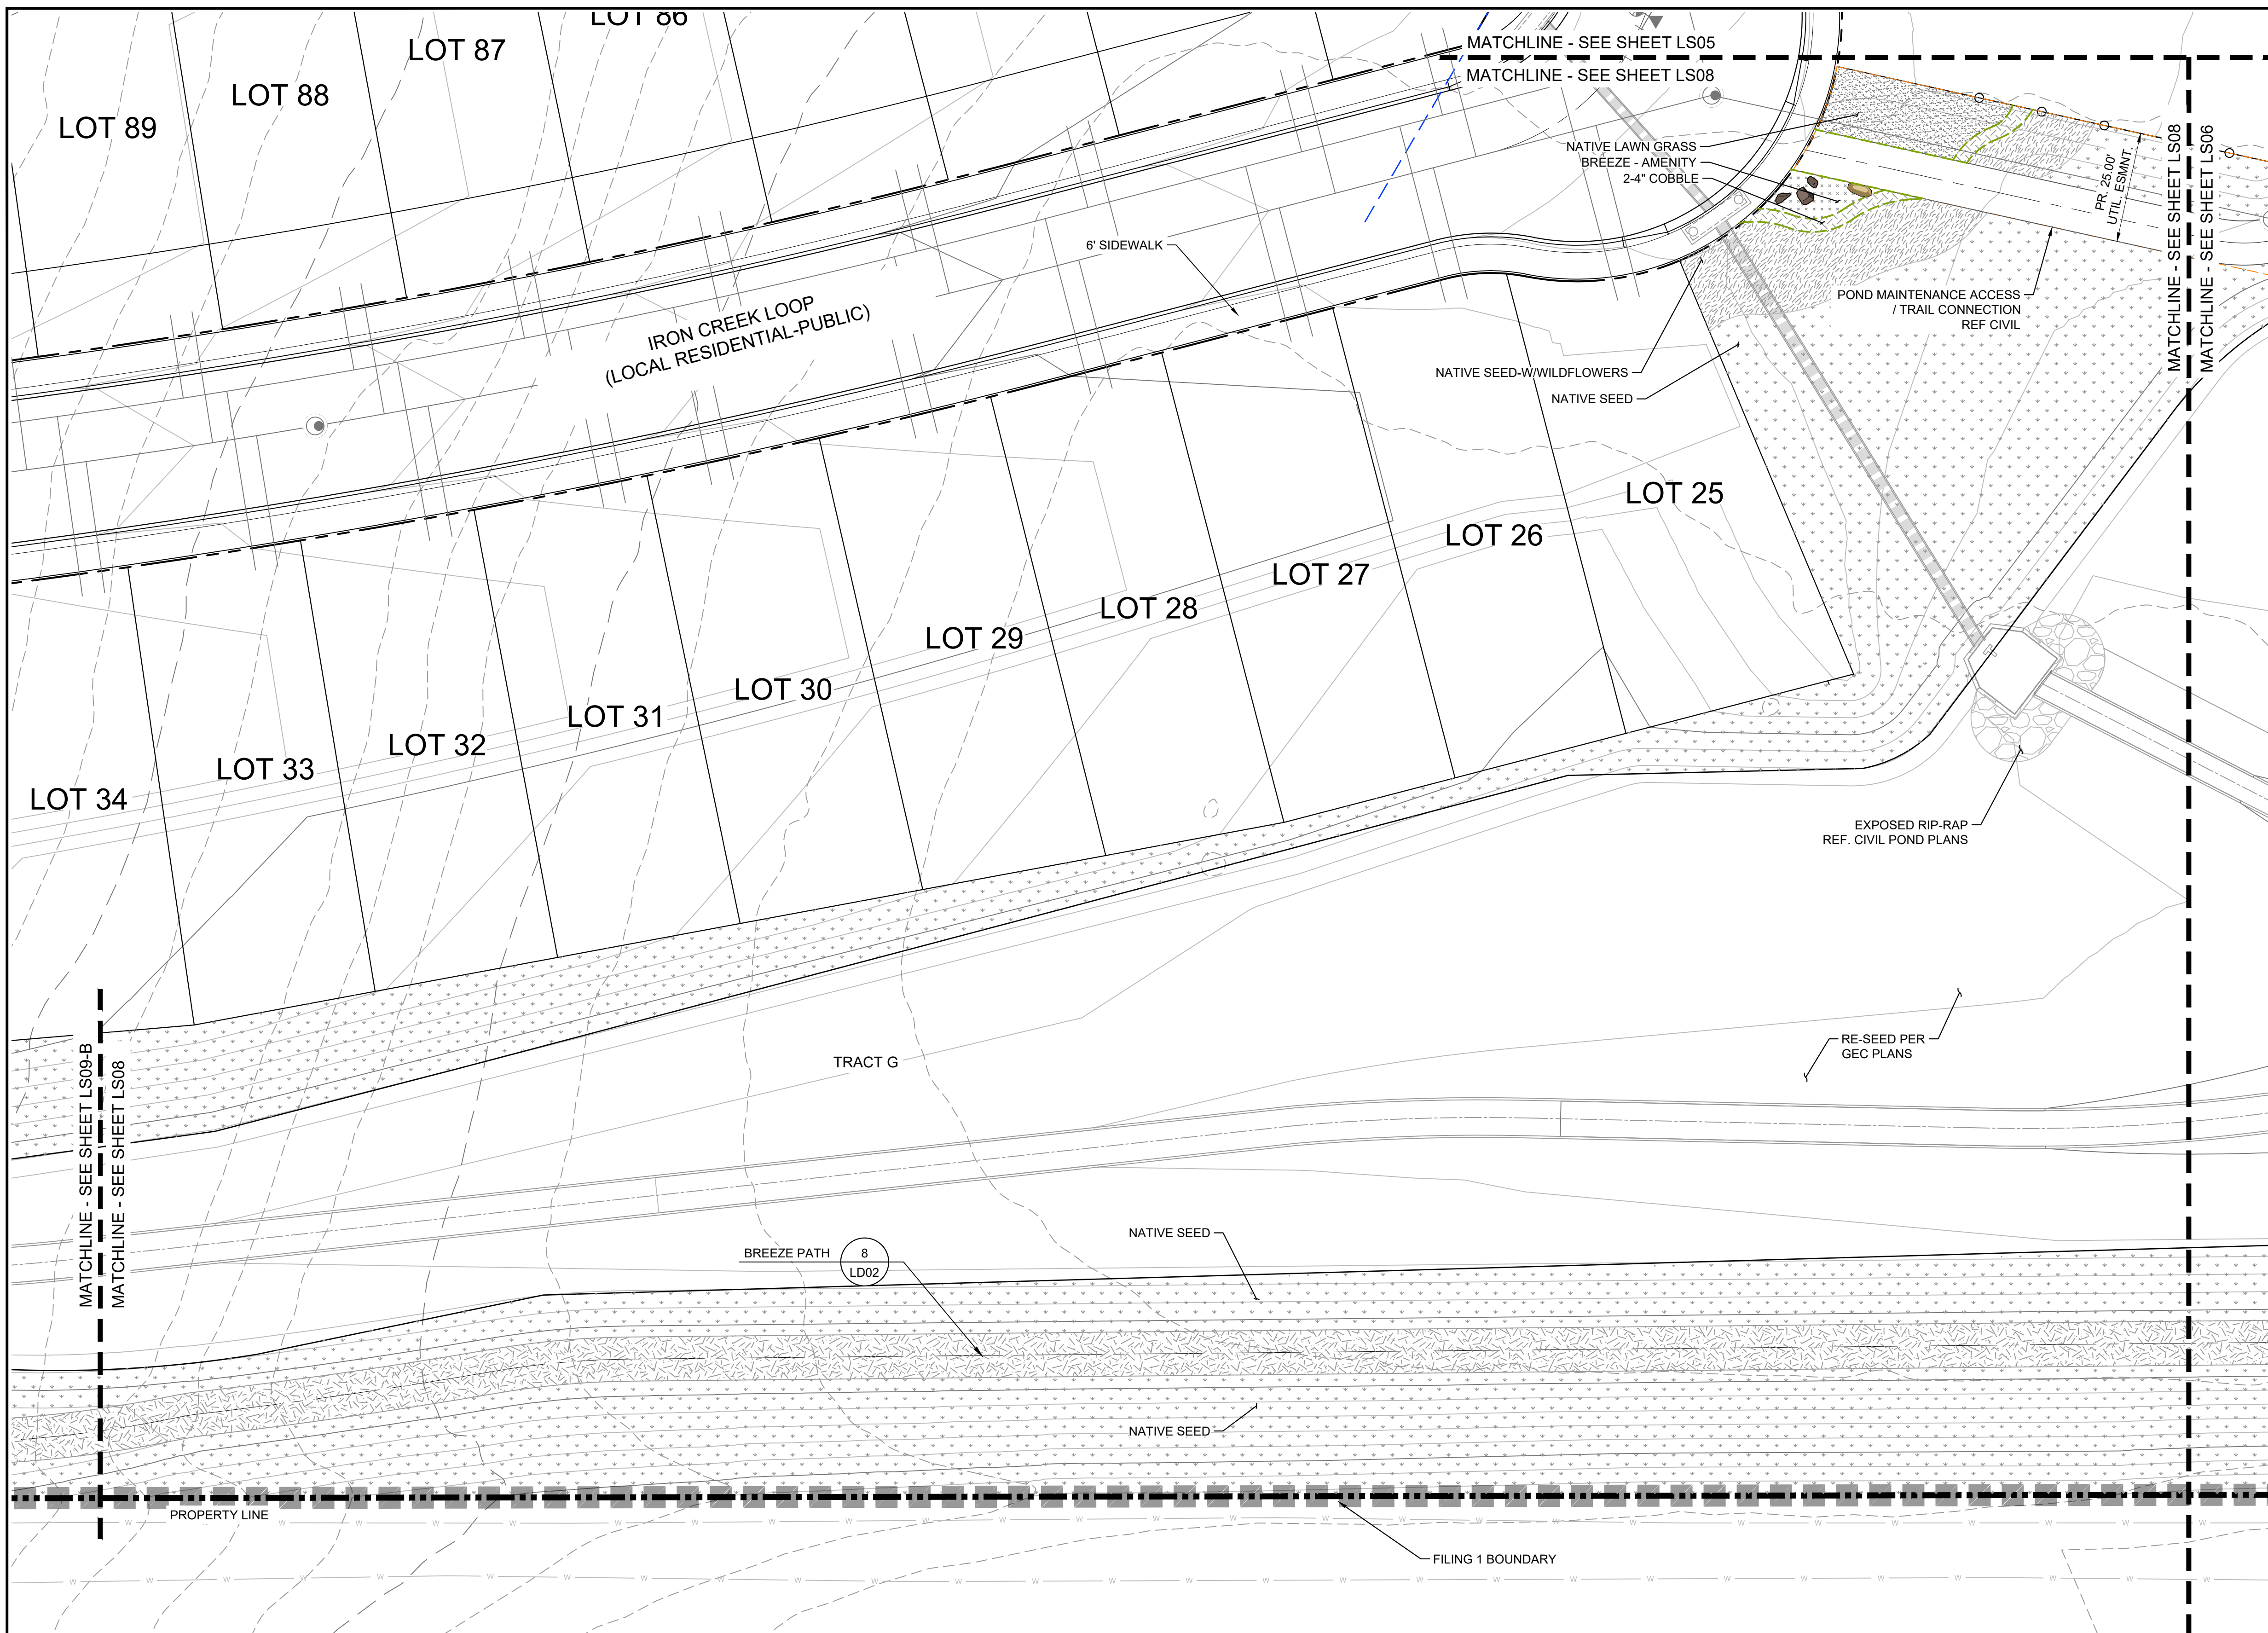 LOT 86
LOT 87
LOT 88
LOT 89
MATCHLINE - SEE SHEET LS05
MATCHLINE - SEE SHEET LS08
NATIVE LAWN GRASS
BREEZE - AMENITY
2-4" COBBLE
PR. 25.00'
UTIL. ESMNT.
MATCHLINE - SEE SHEET LS08
MATCHLINE - SEE SHEET LS06
6' SIDEWALK
POND MAINTENANCE ACCESS
/ TRAIL CONNECTION
REF CIVIL
IRON CREEK LOOP
(LOCAL RESIDENTIAL-PUBLIC)
NATIVE SEED-W/WILDFLOWERS
NATIVE SEED
LOT 25
LOT 26
LOT 27
LOT 28
LOT 29
LOT 30
LOT 31
LOT 32
LOT 33
LOT 34
EXPOSED RIP-RAP
REF. CIVIL POND PLANS
RE-SEED PER
GEC PLANS
TRACT G
MATCHLINE - SEE SHEET LS09-B
MATCHLINE - SEE SHEET LS08
BREEZE PATH
8
LD02
NATIVE SEED
NATIVE SEED
PROPERTY LINE
W W W W W W W W W W W W W W W W W W W W W W W W W
FILING 1 BOUNDARY
W W W W W W W W W W W W W W W W W W W W W W W W W W W W